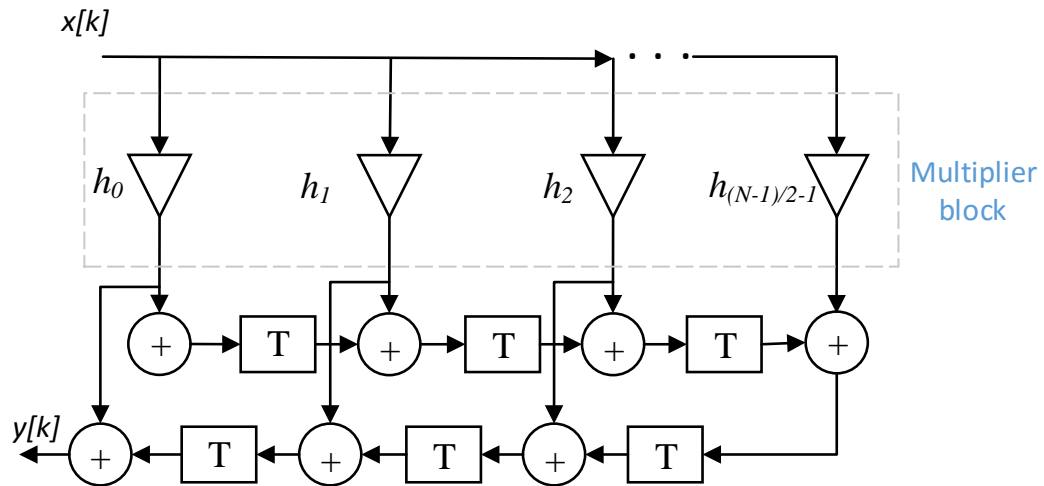 x[k]
. . .
h0 h1 h2 h(N-1)/2-1
Multiplier
block
+ T + T + T +
y[k]
+ T + T + T